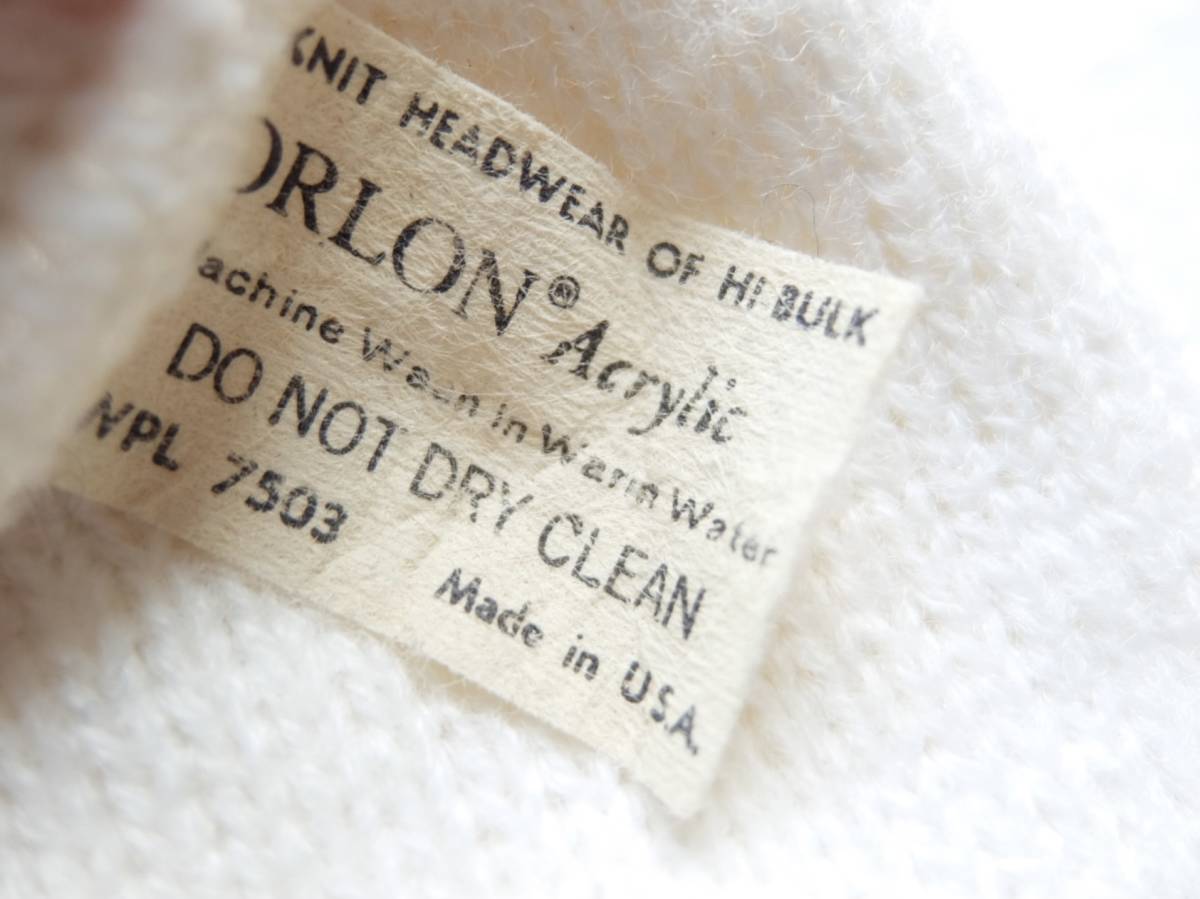 KNIT HEADWEAR OF HI-BULK
ORLON® Acrylic
achine Wash in Warm Water
DO NOT DRY CLEAN
WPL 7503
Made in U.S.A.